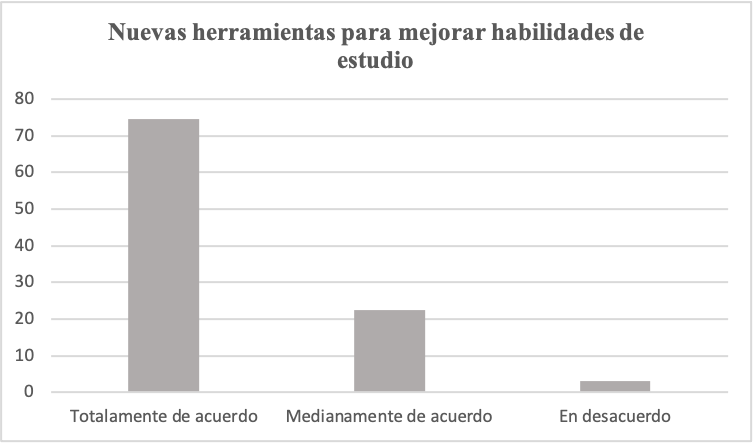 Nuevas herramientas para mejorar habilidades de
estudio
80
70
60
50
40
30
20
10
0
Totalamente de acuerdo
Medianamente de acuerdo
En desacuerdo